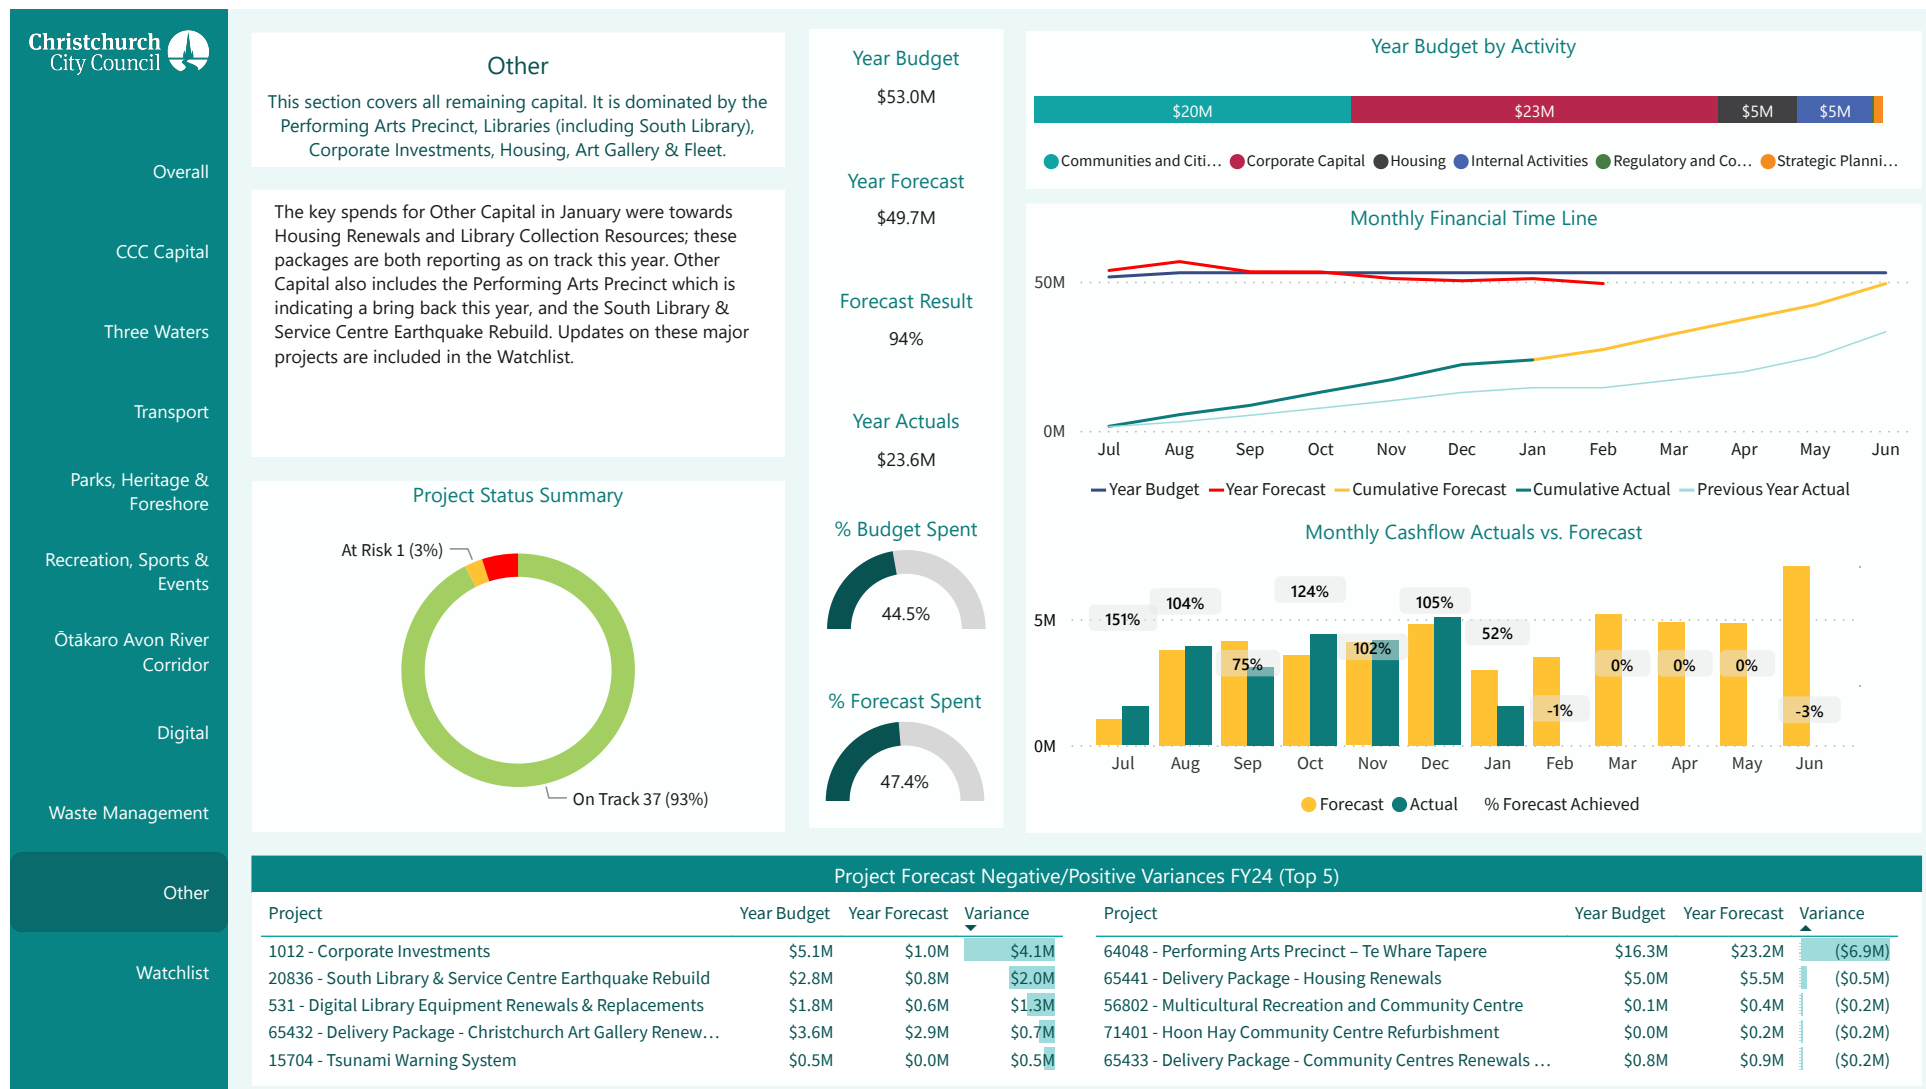 Christchurch
City Council
Overall
CCC Capital
Three Waters
Transport
Parks, Heritage &
Foreshore
Recreation, Sports &
Events
Ōtākaro Avon River
Corridor
Digital
Waste Management
Other
Watchlist
Other
This section covers all remaining capital. It is dominated by the
Performing Arts Precinct, Libraries (including South Library),
Corporate Investments, Housing, Art Gallery & Fleet.
The key spends for Other Capital in January were towards
Housing Renewals and Library Collection Resources; these
packages are both reporting as on track this year. Other
Capital also includes the Performing Arts Precinct which is
indicating a bring back this year, and the South Library &
Service Centre Earthquake Rebuild. Updates on these major
projects are included in the Watchlist.
Project Status Summary
At Risk 1 (3%)
On Track 37 (93%)
Year Budget
$53.0M
Year Forecast
$49.7M
Forecast Result
94%
Year Actuals
$23.6M
% Budget Spent
44.5%
% Forecast Spent
47.4%
Year Budget by Activity
$20M $23M $5M $5M
Communities and Citi... Corporate Capital Housing Internal Activities Regulatory and Co... Strategic Planni...
Monthly Financial Time Line
50M
0M
Jul Aug Sep Oct Nov Dec Jan Feb Mar Apr May Jun
Year Budget Year Forecast Cumulative Forecast Cumulative Actual Previous Year Actual
Monthly Cashflow Actuals vs. Forecast
5M
0M
151% 104% 75% 124% 102% 105% 52% -1% 0% 0% 0% -3%
Jul Aug Sep Oct Nov Dec Jan Feb Mar Apr May Jun
Forecast Actual % Forecast Achieved
Project Forecast Negative/Positive Variances FY24 (Top 5)
Project Year Budget Year Forecast Variance
1012 - Corporate Investments $5.1M $1.0M $4.1M
20836 - South Library & Service Centre Earthquake Rebuild $2.8M $0.8M $2.0M
531 - Digital Library Equipment Renewals & Replacements $1.8M $0.6M $1.3M
65432 - Delivery Package - Christchurch Art Gallery Renew... $3.6M $2.9M $0.7M
15704 - Tsunami Warning System $0.5M $0.0M $0.5M
Project Year Budget Year Forecast Variance
64048 - Performing Arts Precinct – Te Whare Tapere $16.3M $23.2M ($6.9M)
65441 - Delivery Package - Housing Renewals $5.0M $5.5M ($0.5M)
56802 - Multicultural Recreation and Community Centre $0.1M $0.4M ($0.2M)
71401 - Hoon Hay Community Centre Refurbishment $0.0M $0.2M ($0.2M)
65433 - Delivery Package - Community Centres Renewals ... $0.8M $0.9M ($0.2M)